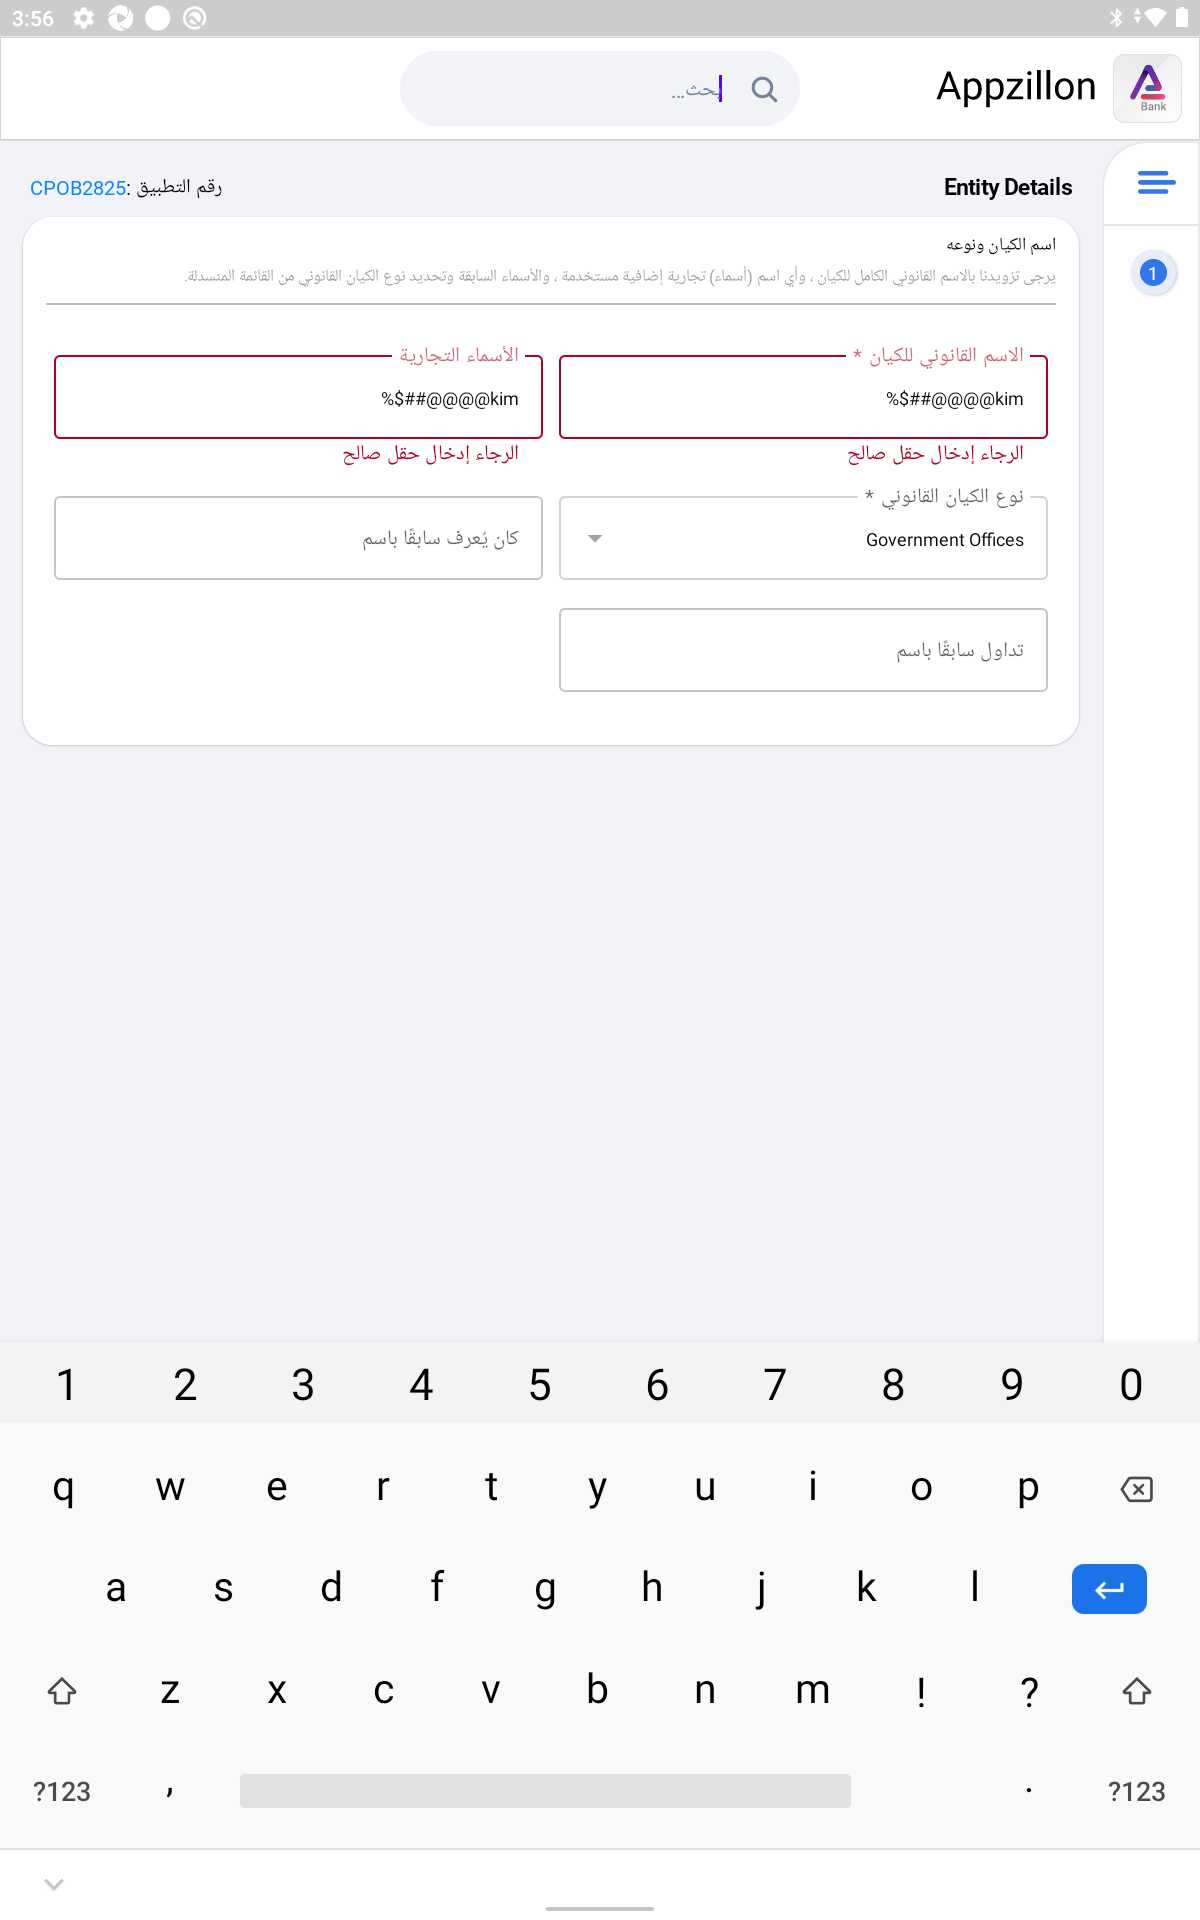 3:56
Appzillon
Bank
بحث...
Entity Details
رقم التطبيق :CPOB2825
1
اسم الكيان ونوعه
يرجى تزويدنا بالاسم القانوني الكامل للكيان ، وأي اسم (أسماء) تجارية إضافية مستخدمة ، والأسماء السابقة وتحديد نوع الكيان القانوني من القائمة المنسدلة.
الاسم القانوني للكيان *
%$##@@@@kim
الرجاء إدخال حقل صالح
الأسماء التجارية
%$##@@@@kim
الرجاء إدخال حقل صالح
نوع الكيان القانوني *
Government Offices
كان يُعرف سابقًا باسم
تداول سابقًا باسم
1 2 3 4 5 6 7 8 9 0
q w e r t y u i o p
a s d f g h j k l
z x c v b n m ! ?
?123 , . ?123